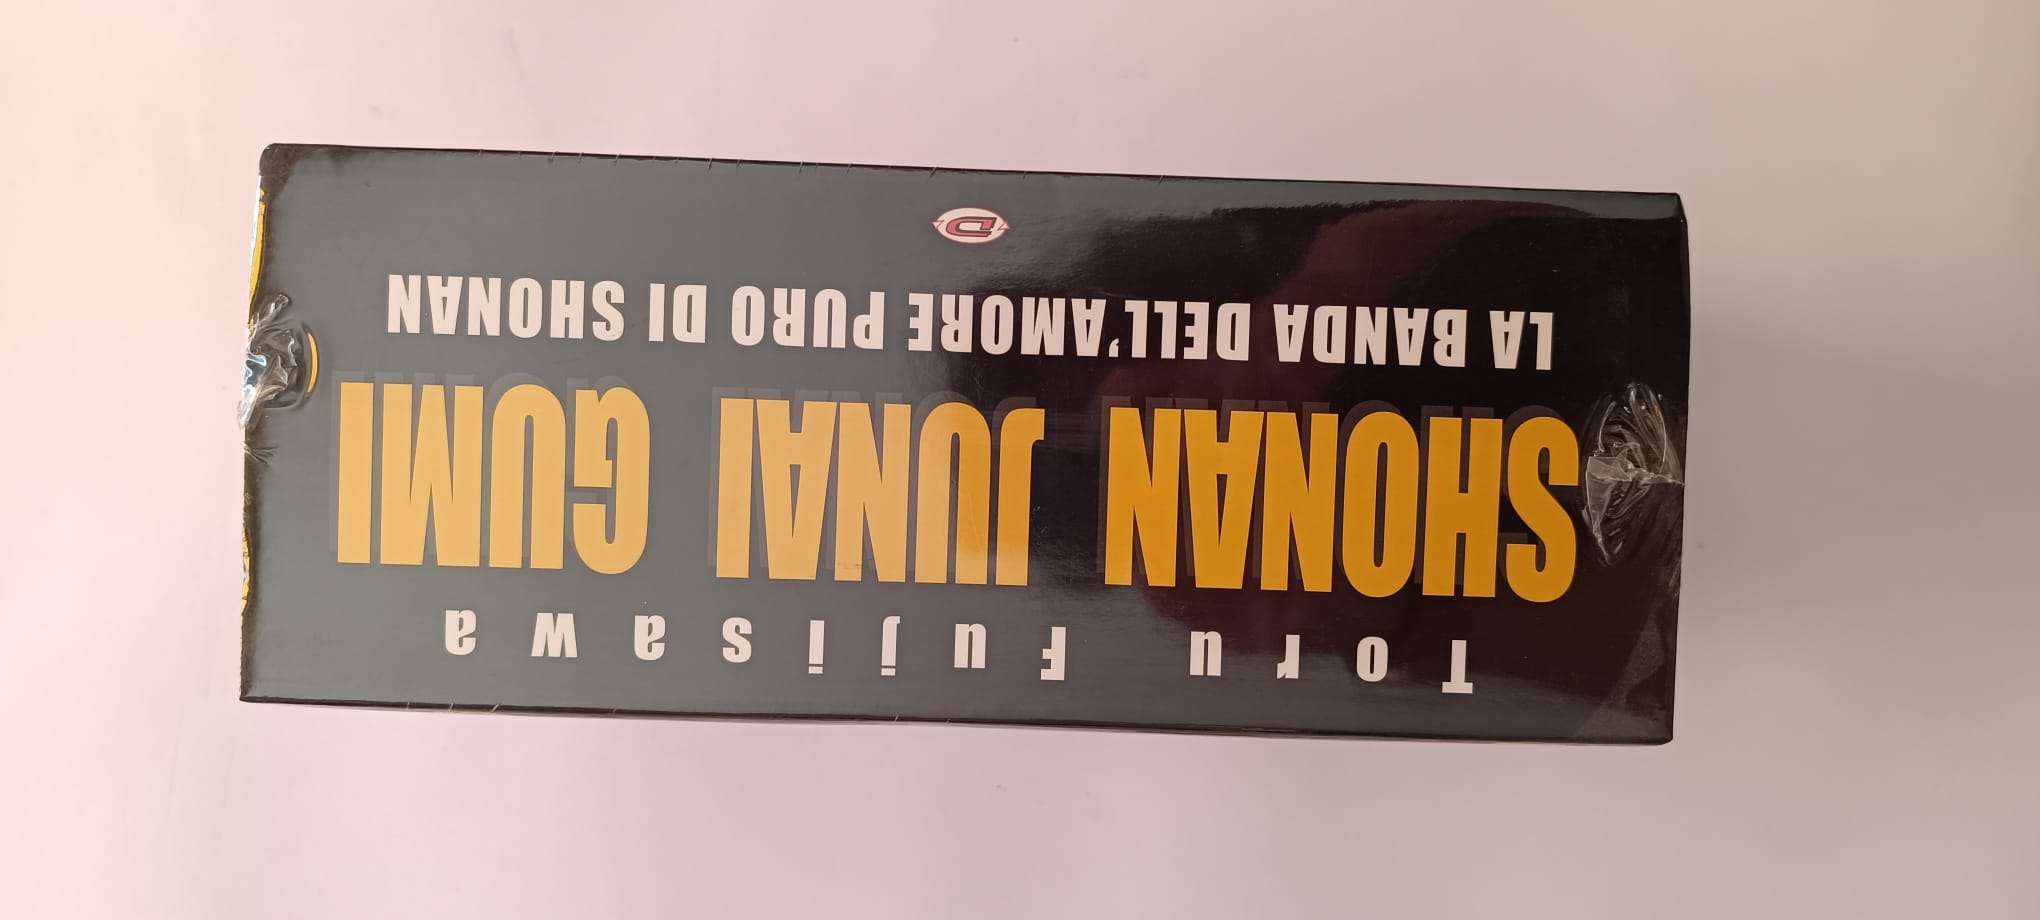 Toru Fujisawa
SHONAN JUNAI GUMI
LA BANDA DELL'AMORE PURO DI SHONAN
D